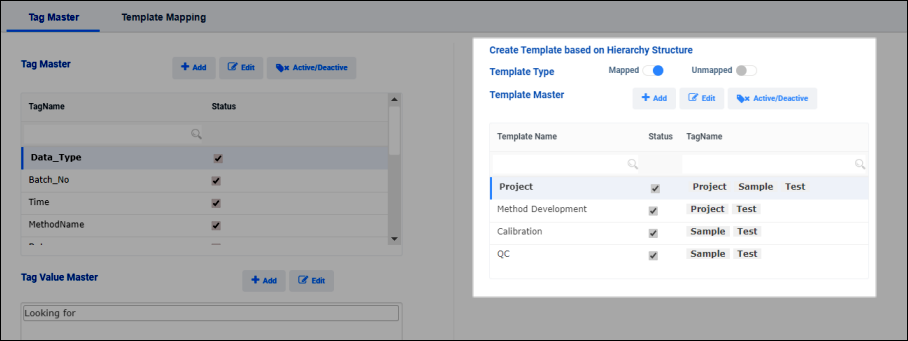 Tag Master Template Mapping
Tag Master Add Edit Active/Deactive
TagName Status
Data_Type
Batch_No
Time
MethodName
Tag Value Master Add Edit
Looking for
Create Template based on Hierarchy Structure
Template Type Mapped Unmapped
Template Master Add Edit Active/Deactive
Template Name Status TagName
Project Project Sample Test
Method Development Project Test
Calibration Sample Test
QC Sample Test